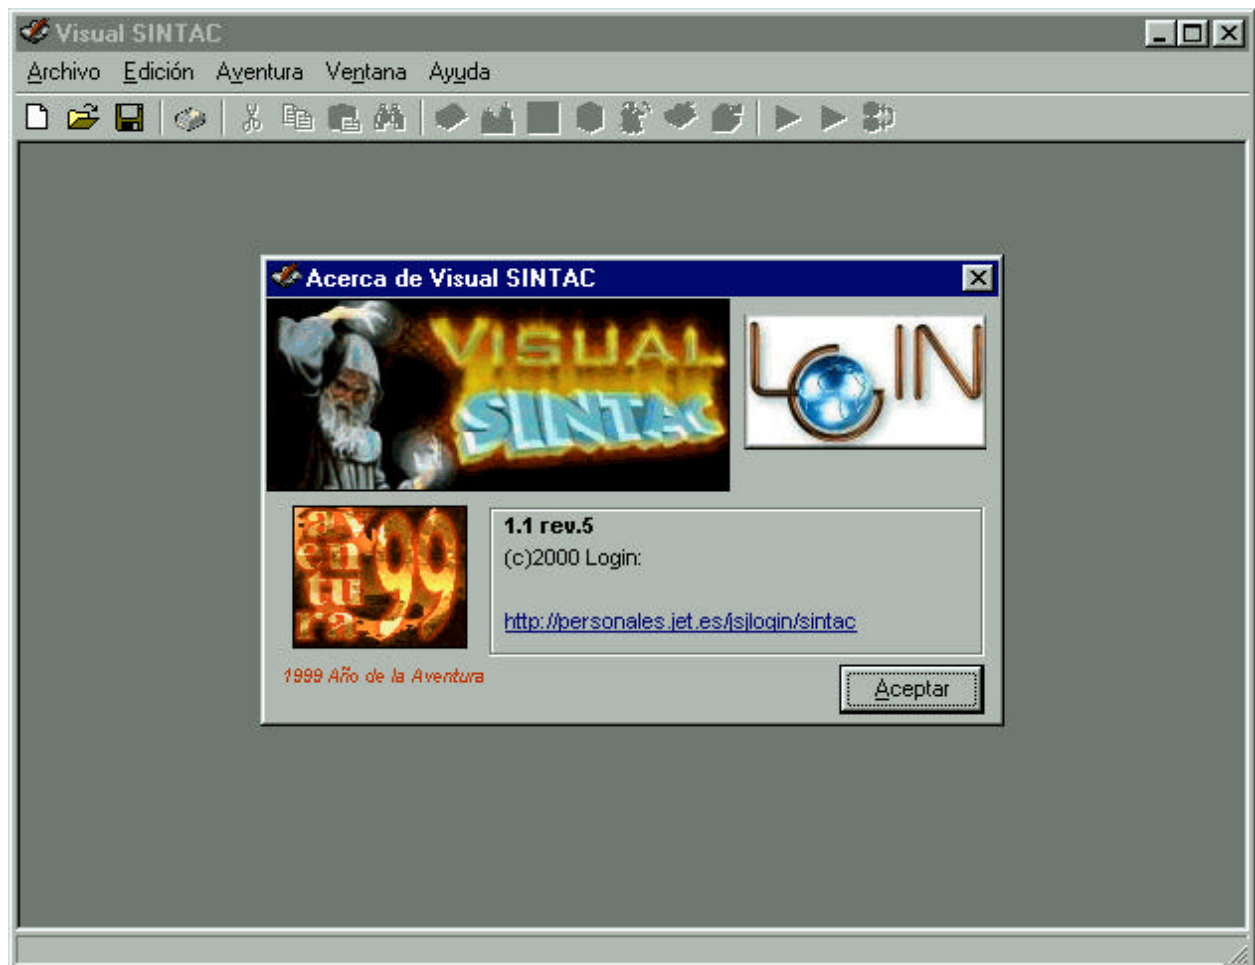 Visual SINTAC
Archivo Edición Aventura Ventana Ayuda
Acerca de Visual SINTAC
VISUAL
SINTAC
LOGIN
aventura 99
1.1 rev.5
(c)2000 Login:
http://personales.jet.es/jsjlogin/sintac
1999 Año de la Aventura
Aceptar